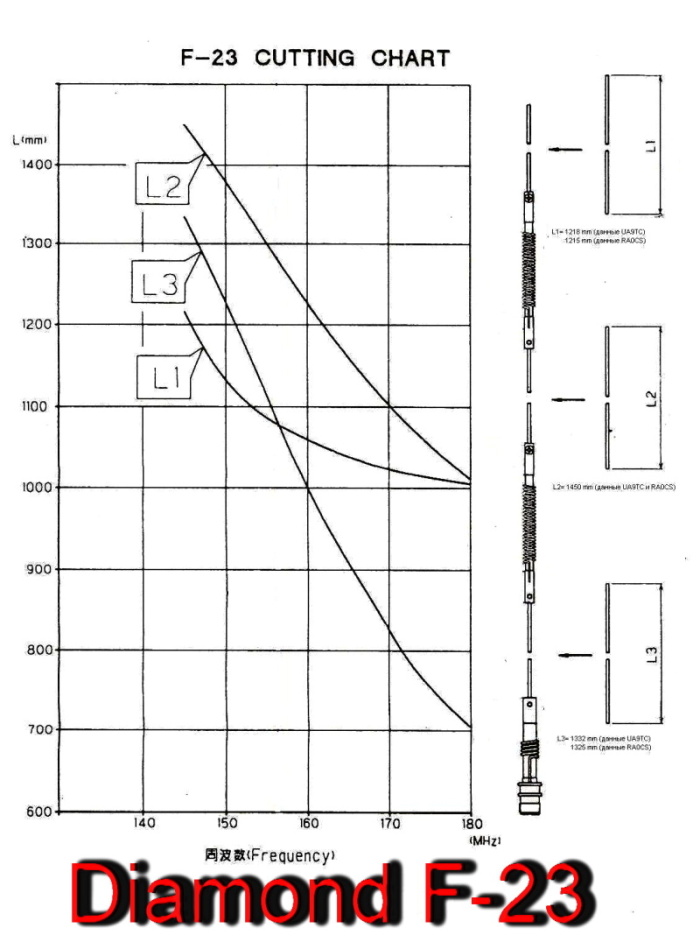 F-23 CUTTING CHART
L(mm)
1400
1300
1200
1100
1000
900
800
700
600
140
150
160
170
180
(MHz)
周波数(Frequency)
L2
L3
L1
L1
L1= 1218 mm (данные UA9TC)
1215 mm (данные RA0CS)
L2
L2= 1450 mm (данные UA9TC и RA0CS)
L3
L3= 1332 mm (данные UA9TC)
1325 mm (данные RA0CS)
Diamond F-23